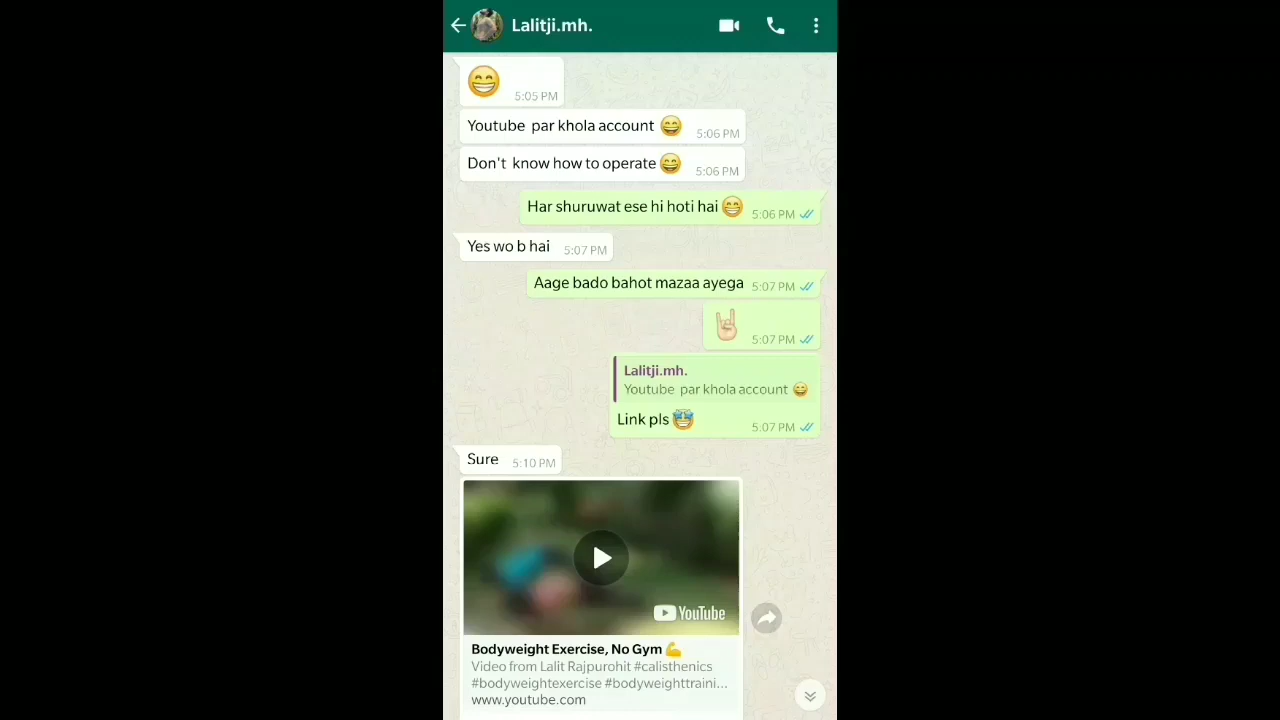 Lalitji.mh.
😁 5:05 PM
Youtube par khola account 😄 5:06 PM
Don't know how to operate 😄 5:06 PM
Har shuruwat ese hi hoti hai 😁 5:06 PM
Yes wo b hai 5:07 PM
Aage bado bahot mazaa ayega 5:07 PM
🤘🏻 5:07 PM
Lalitji.mh.
Youtube par khola account 😄
Link pls 🤩 5:07 PM
Sure 5:10 PM
YouTube
Bodyweight Exercise, No Gym 💪
Video from Lalit Rajpurohit #calisthenics
#bodyweightexercise #bodyweighttraini...
www.youtube.com